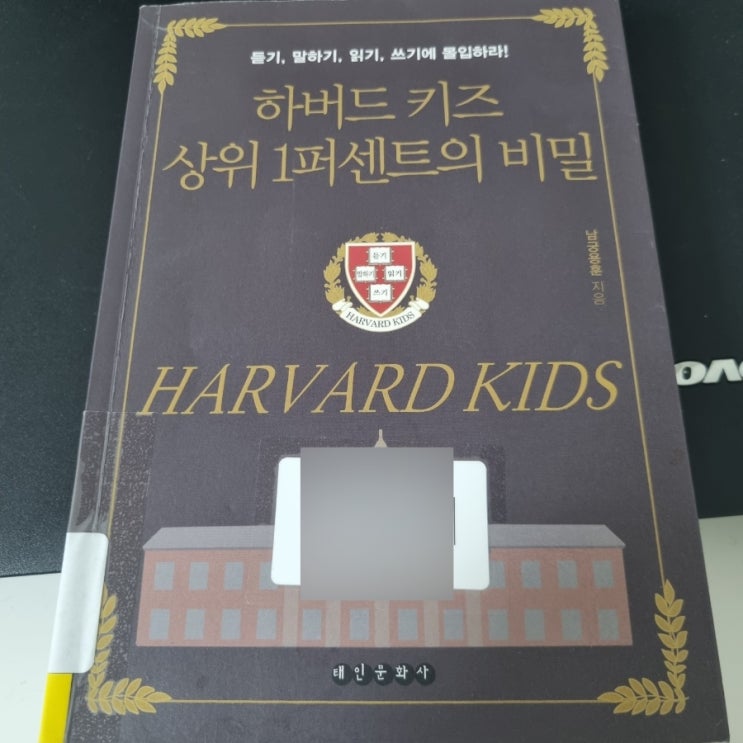 듣기, 말하기, 읽기, 쓰기에 몰입하라!
하버드 키즈
상위 1퍼센트의 비밀
남궁용훈 지음
듣기
말하기 읽기
쓰기
HARVARD KIDS
HARVARD KIDS
태인문화사